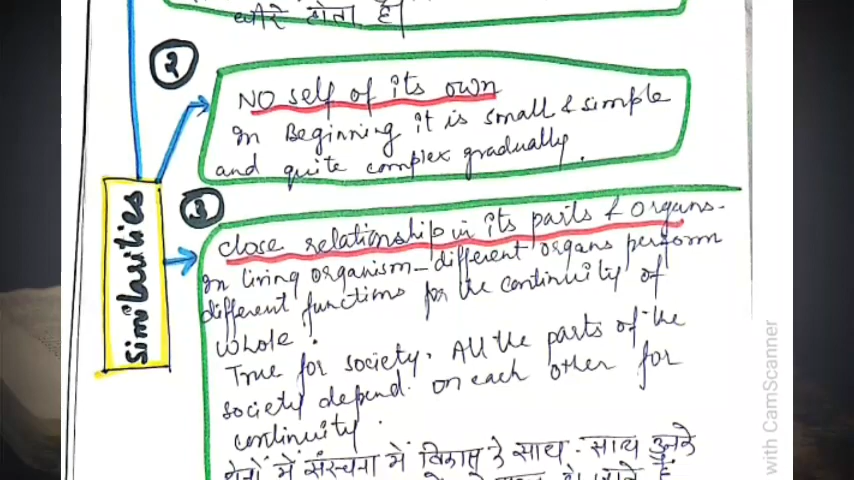 धीरे होता है।
2
NO self of its own
In Beginning it is small & simple
and quite complex gradually.
Similarities
3
Close relationship in its parts & Organs-
In living organism- different organs perform
different functions for the continuity of
whole.
True for society. All the parts of the
society depend on each other for
continuity.
दोनों में संरचना में विकास के साथ-साथ उनके
with CamScanner